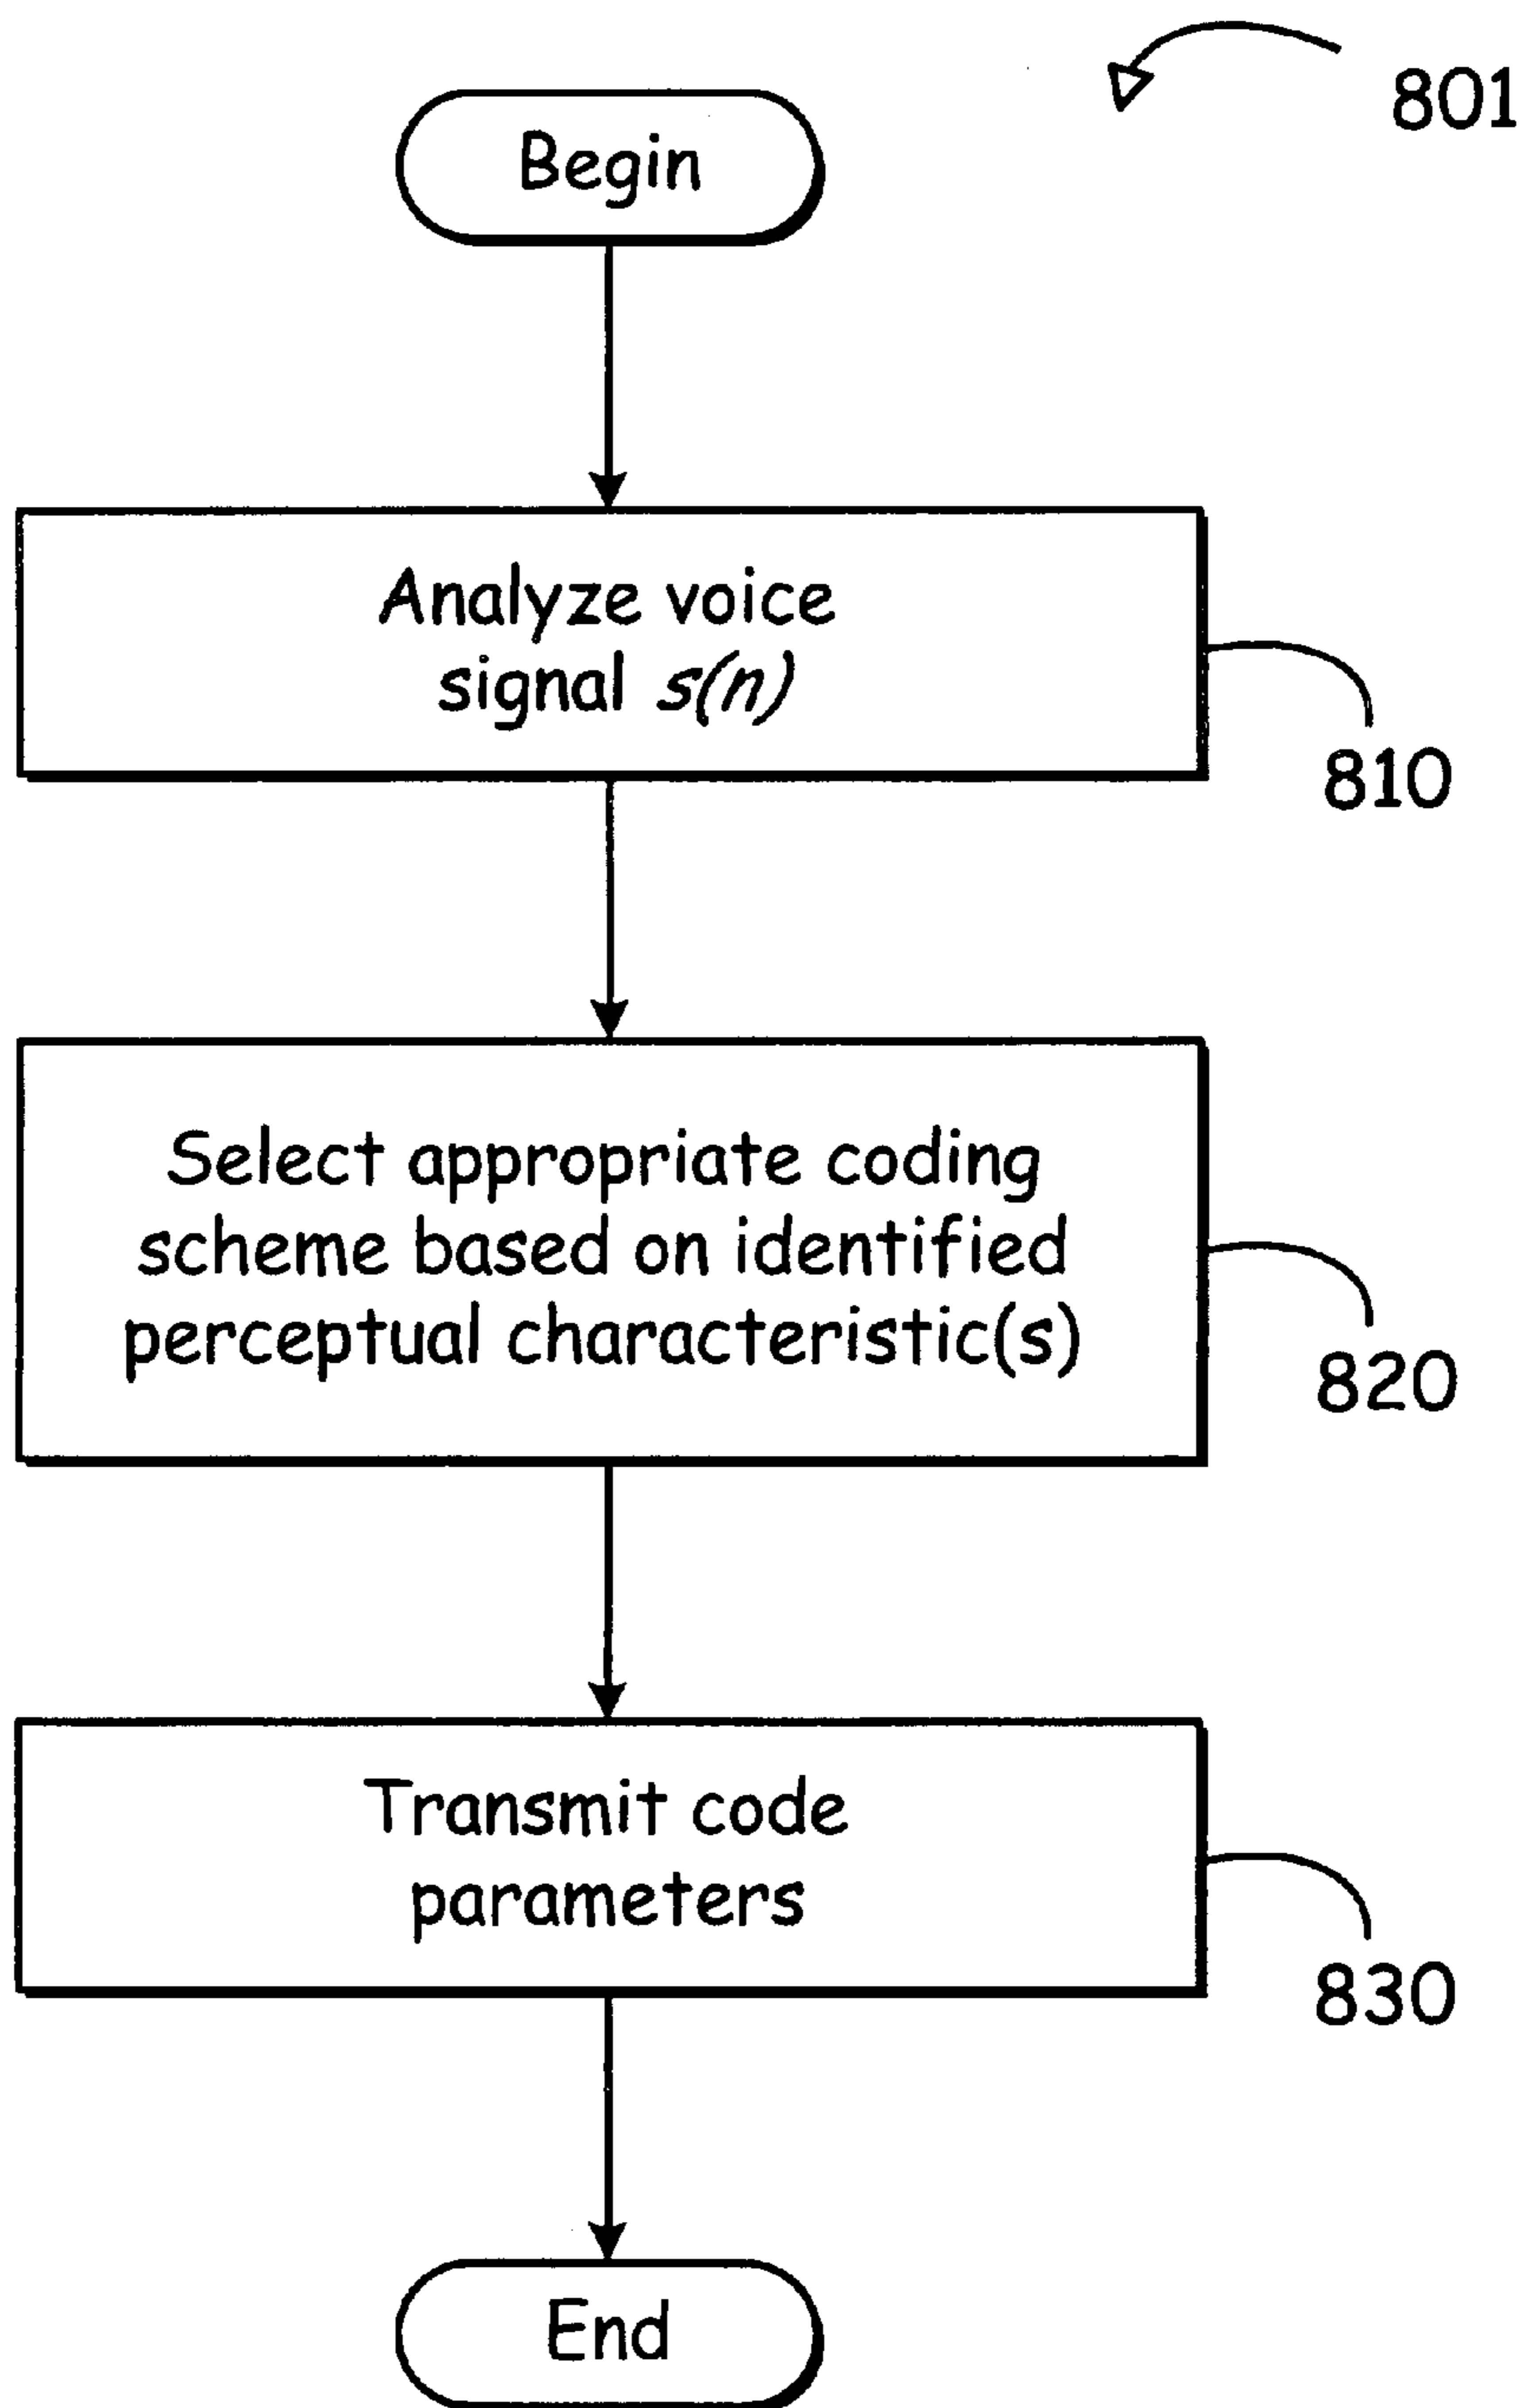 801
Begin
Analyze voice
signal s(n)
810
Select appropriate coding
scheme based on identified
perceptual characteristic(s)
820
Transmit code
parameters
830
End